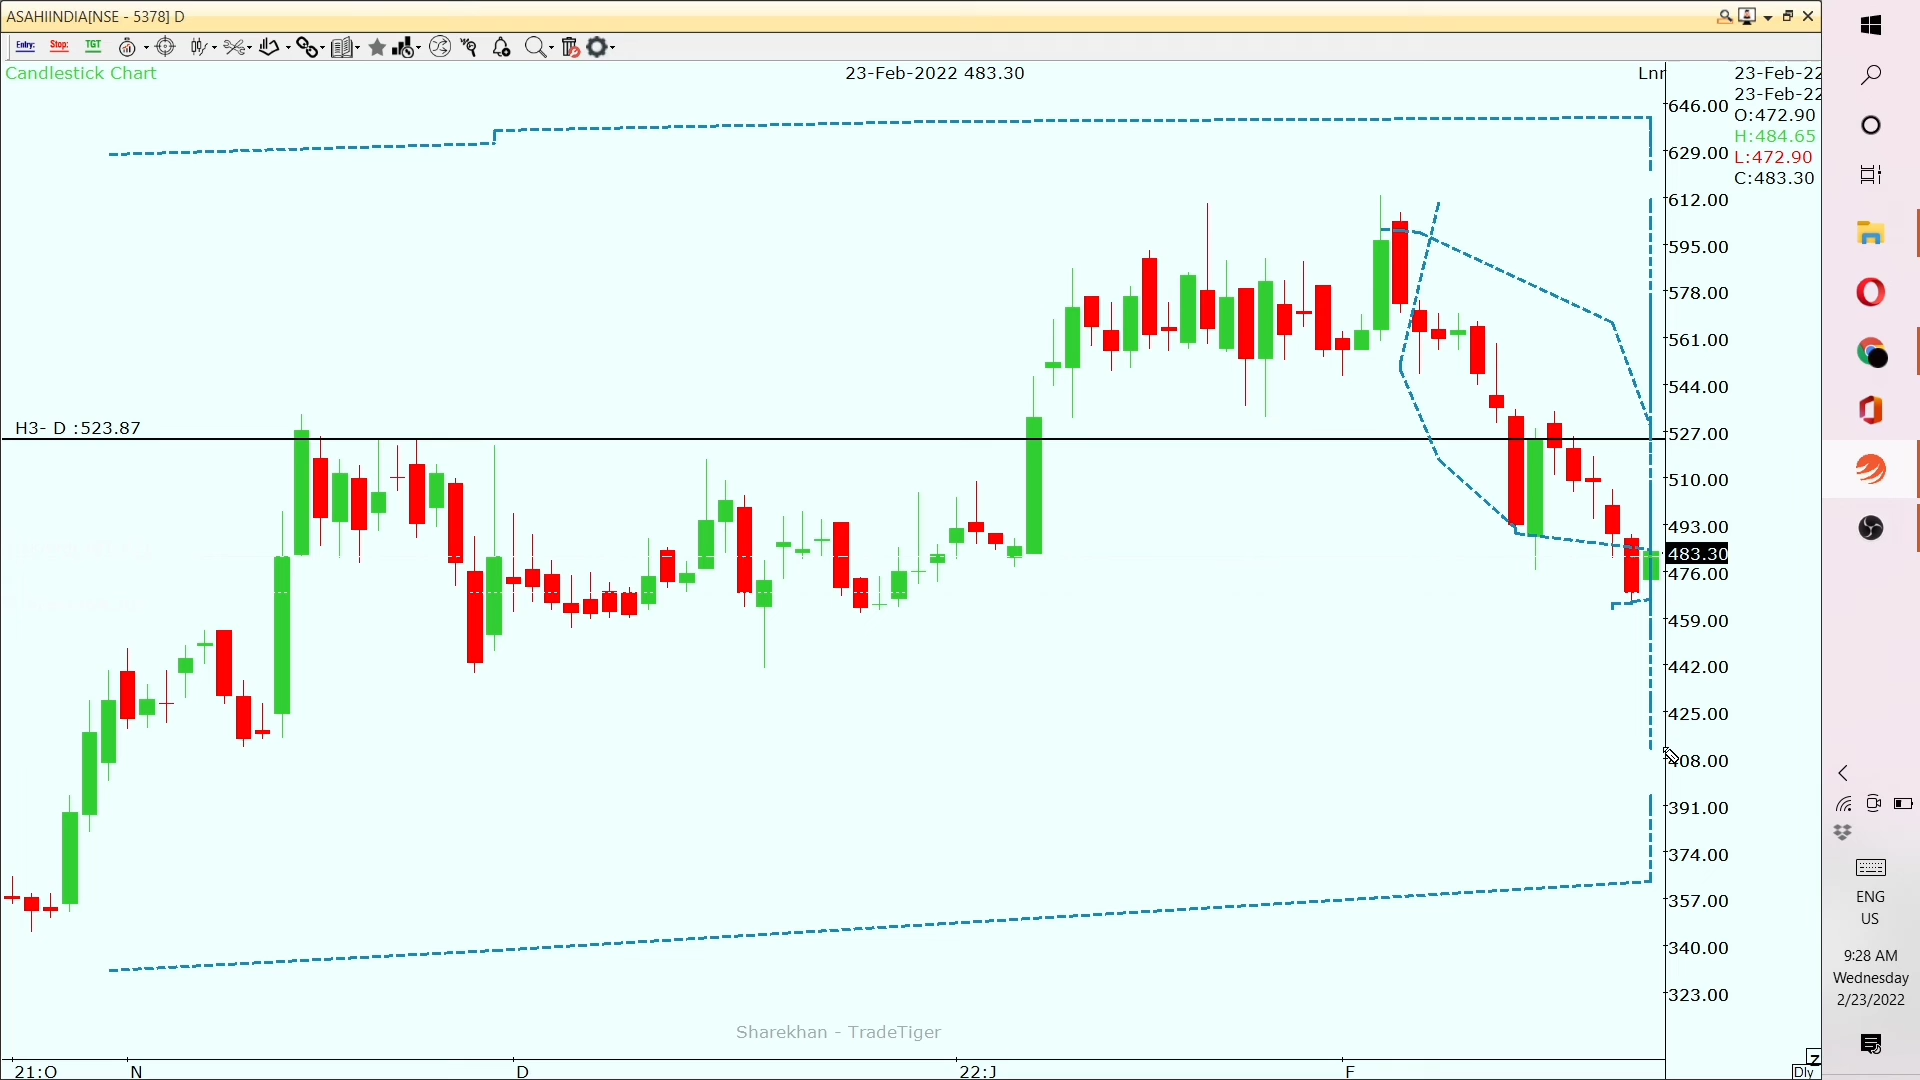 ASAHIINDIA[NSE - 5378] D
Entry:
Stop:
TGT
Candlestick Chart
23-Feb-2022 483.30
Lnr
23-Feb-22
23-Feb-22
O:472.90
H:484.65
L:472.90
C:483.30
646.00
629.00
612.00
595.00
578.00
561.00
544.00
H3- D :523.87
527.00
510.00
493.00
483.30
476.00
459.00
442.00
425.00
408.00
391.00
374.00
357.00
340.00
323.00
Sharekhan - TradeTiger
21:O
N
D
22:J
F
Z
Dly
ENG
US
9:28 AM
Wednesday
2/23/2022